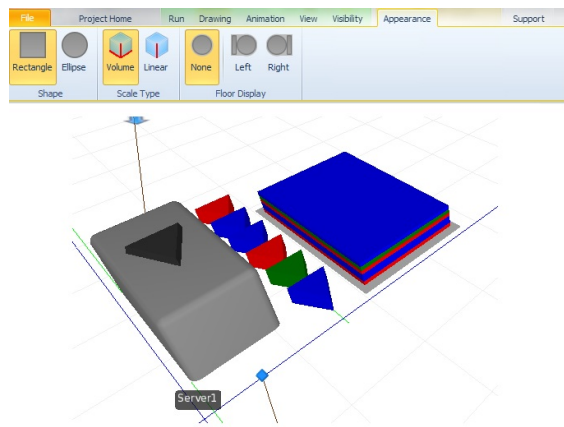 File Project Home Run Drawing Animation View Visibility Appearance Support
Rectangle Ellipse Volume Linear None Left Right
Shape Scale Type Floor Display
Server1